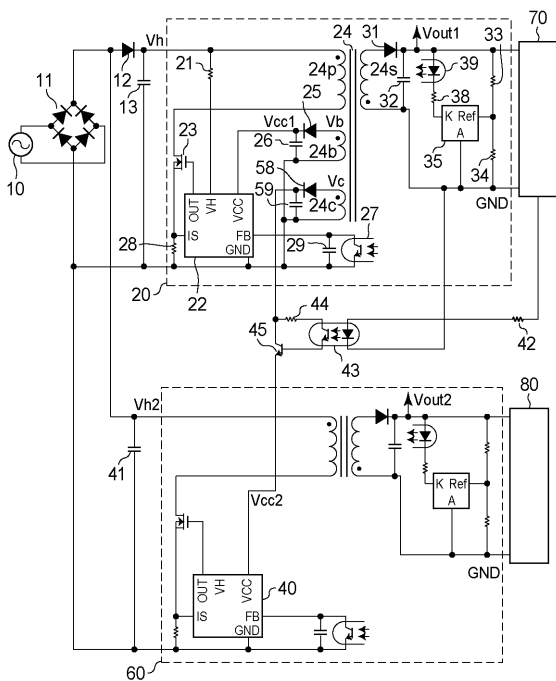 70
Vh
24
31
Vout1
33
21
24p
24s
39
12
11
13
25
32
38
Vcc1
Vb
K Ref
A
23
26
24b
35
10
58
Vc
34
59
24c
GND
27
OUT
VH
VCC
28
IS
FB
29
GND
20
22
44
45
43
42
80
Vh2
Vout2
41
K Ref
A
Vcc2
GND
OUT
VH
VCC
40
IS
FB
GND
60